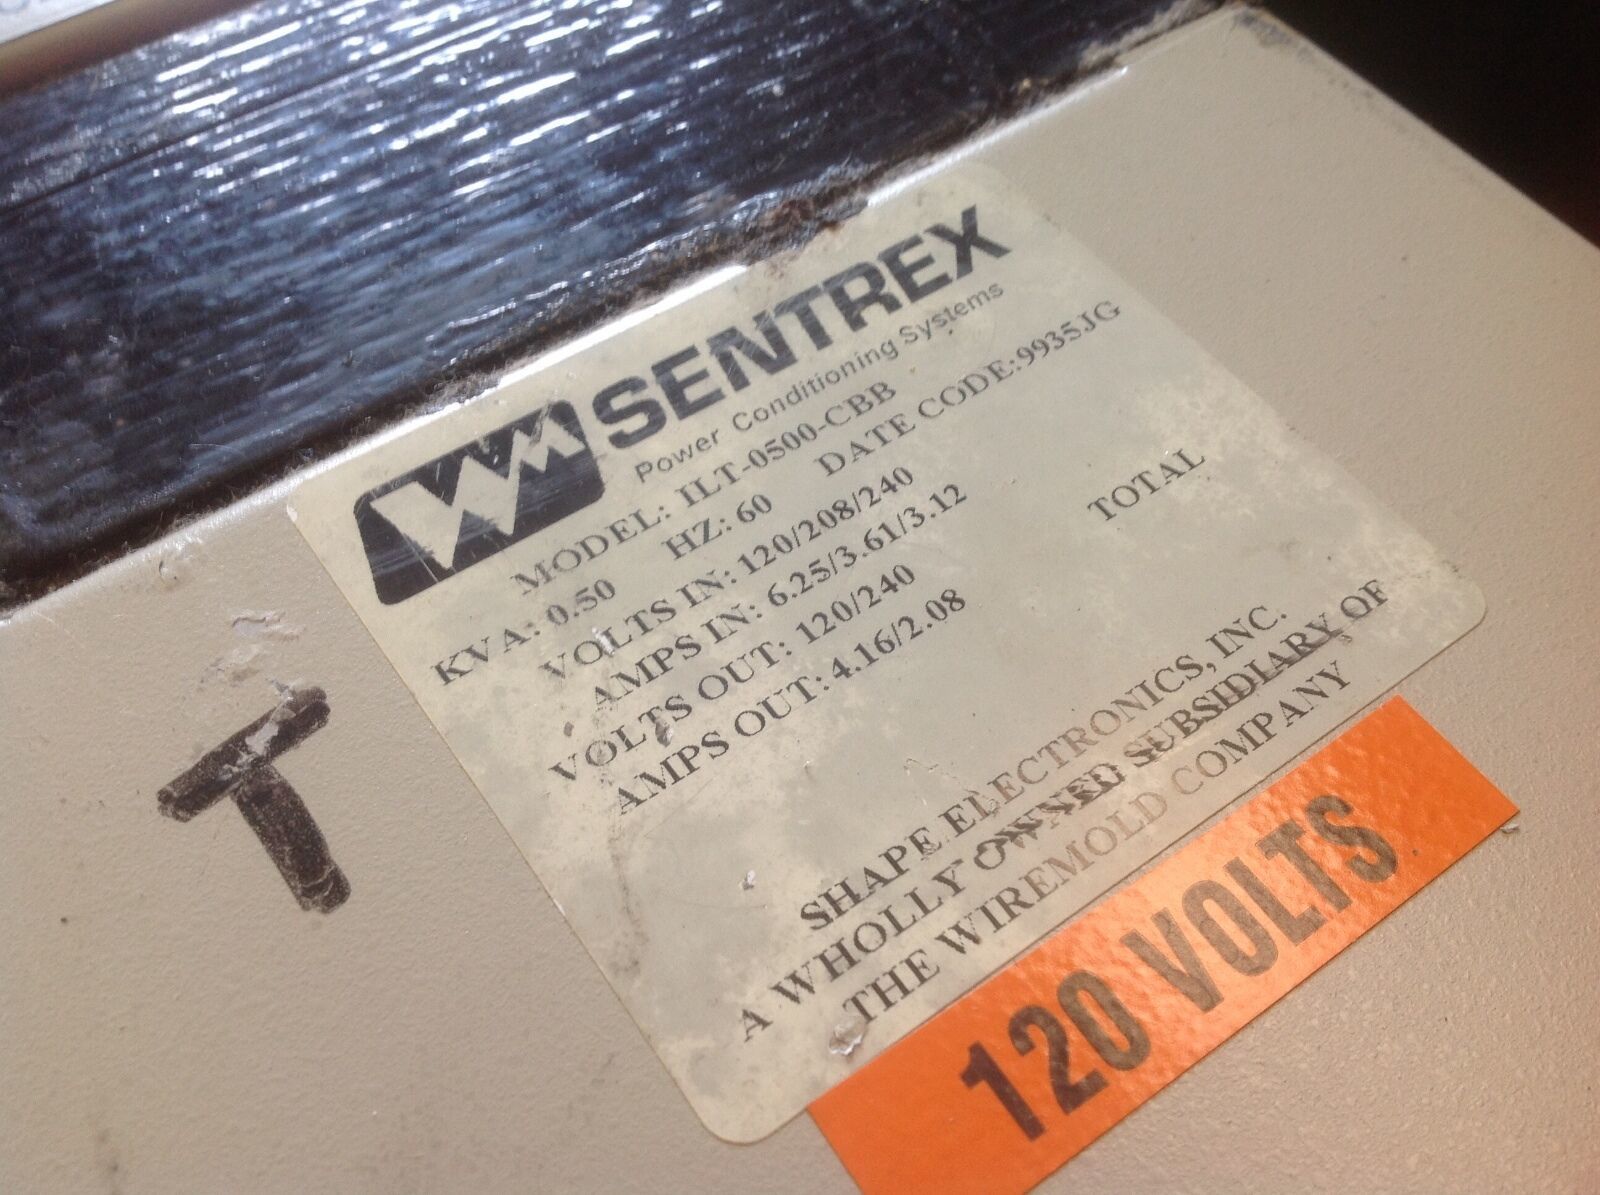 WM SENTREX
Power Conditioning Systems
MODEL: ILT-0500-CBB
KVA: 0.50 HZ: 60 DATE CODE:9935JG
VOLTS IN: 120/208/240
AMPS IN: 6.25/3.61/3.12
VOLTS OUT: 120/240
AMPS OUT: 4.16/2.08 TOTAL
SHAPE ELECTRONICS, INC.
A WHOLLY OWNED SUBSIDIARY OF
THE WIREMOLD COMPANY
120 VOLTS
T